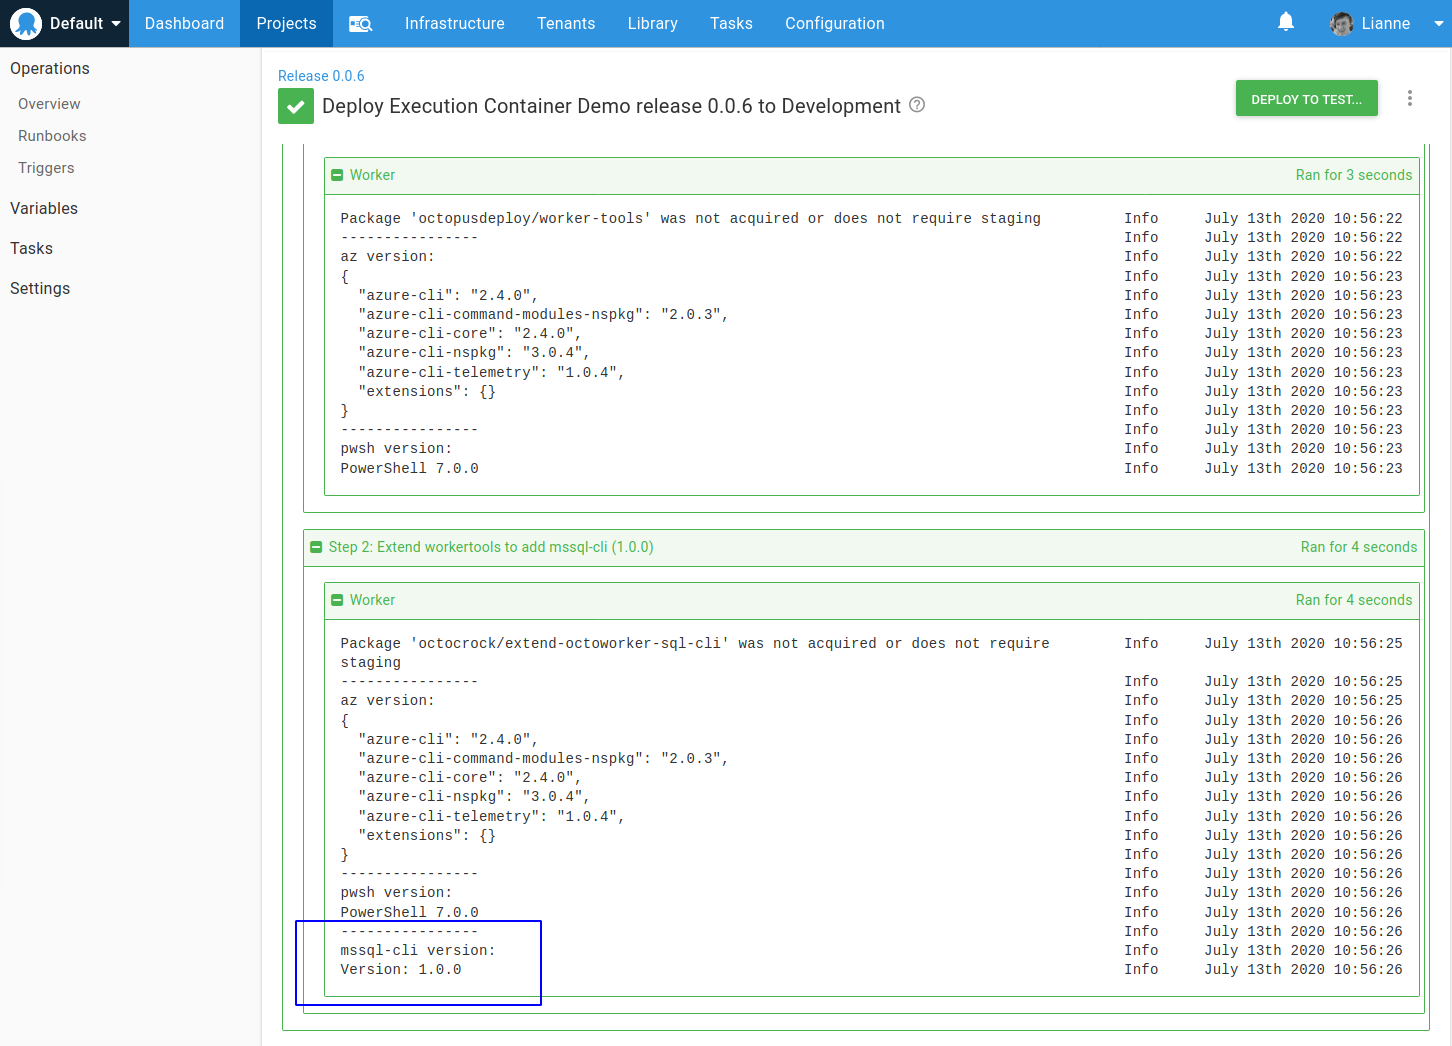 Default Dashboard Projects Infrastructure Tenants Library Tasks Configuration Lianne
Operations
Overview
Runbooks
Triggers
Variables
Tasks
Settings
Release 0.0.6
Deploy Execution Container Demo release 0.0.6 to Development ?
DEPLOY TO TEST...
Worker Ran for 3 seconds
Package 'octopusdeploy/worker-tools' was not acquired or does not require staging Info July 13th 2020 10:56:22
---------------- Info July 13th 2020 10:56:22
az version: Info July 13th 2020 10:56:22
{ Info July 13th 2020 10:56:23
"azure-cli": "2.4.0", Info July 13th 2020 10:56:23
"azure-cli-command-modules-nspkg": "2.0.3", Info July 13th 2020 10:56:23
"azure-cli-core": "2.4.0", Info July 13th 2020 10:56:23
"azure-cli-nspkg": "3.0.4", Info July 13th 2020 10:56:23
"azure-cli-telemetry": "1.0.4", Info July 13th 2020 10:56:23
"extensions": {} Info July 13th 2020 10:56:23
} Info July 13th 2020 10:56:23
---------------- Info July 13th 2020 10:56:23
pwsh version: Info July 13th 2020 10:56:23
PowerShell 7.0.0 Info July 13th 2020 10:56:23
Step 2: Extend workertools to add mssql-cli (1.0.0) Ran for 4 seconds
Worker Ran for 4 seconds
Package 'octocrock/extend-octoworker-sql-cli' was not acquired or does not require Info July 13th 2020 10:56:25
staging
---------------- Info July 13th 2020 10:56:25
az version: Info July 13th 2020 10:56:25
{ Info July 13th 2020 10:56:26
"azure-cli": "2.4.0", Info July 13th 2020 10:56:26
"azure-cli-command-modules-nspkg": "2.0.3", Info July 13th 2020 10:56:26
"azure-cli-core": "2.4.0", Info July 13th 2020 10:56:26
"azure-cli-nspkg": "3.0.4", Info July 13th 2020 10:56:26
"azure-cli-telemetry": "1.0.4", Info July 13th 2020 10:56:26
"extensions": {} Info July 13th 2020 10:56:26
} Info July 13th 2020 10:56:26
---------------- Info July 13th 2020 10:56:26
pwsh version: Info July 13th 2020 10:56:26
PowerShell 7.0.0 Info July 13th 2020 10:56:26
---------------- Info July 13th 2020 10:56:26
mssql-cli version: Info July 13th 2020 10:56:26
Version: 1.0.0 Info July 13th 2020 10:56:26